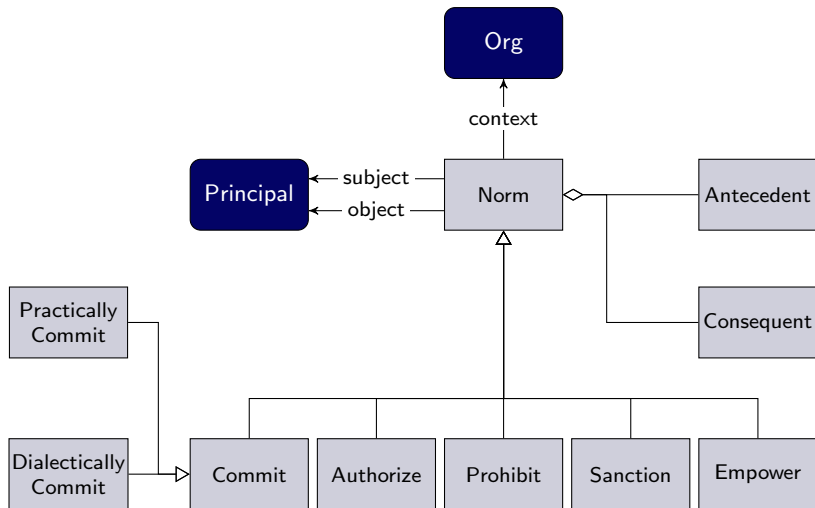 Org
context
Principal
subject
object
Norm
Antecedent
Practically
Commit
Consequent
Dialectically
Commit
Commit
Authorize
Prohibit
Sanction
Empower